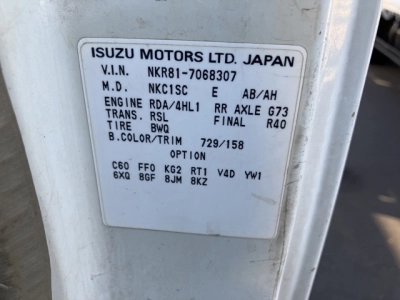 ISUZU MOTORS LTD. JAPAN
V.I.N. NKR81-7068307
M.D. NKC1SC E AB/AH
ENGINE RDA/4HL1 RR AXLE G73
TRANS. RSL FINAL R40
TIRE BWQ
B.COLOR/TRIM 729/158
OPTION
C60 FF0 KG2 RT1 V4D YW1
6XQ 8GF 8JM 8KZ